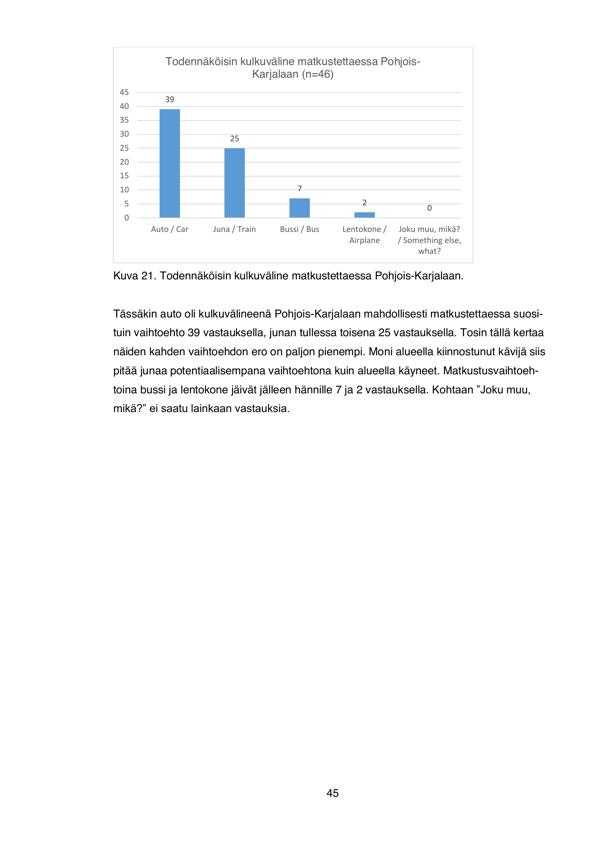 Todennäköisin kulkuväline matkustettaessa Pohjois-
Karjalaan (n=46)
45
40
35
30
25
20
15
10
5
0
39
25
7
2
0
Auto / Car
Juna / Train
Bussi / Bus
Lentokone /
Airplane
Joku muu, mikä?
/ Something else,
what?
Kuva 21. Todennäköisin kulkuväline matkustettaessa Pohjois-Karjalaan.
Tässäkin auto oli kulkuvälineenä Pohjois-Karjalaan mahdollisesti matkustettaessa suosi-
tuin vaihtoehto 39 vastauksella, junan tullessa toisena 25 vastauksella. Tosin tällä kertaa
näiden kahden vaihtoehdon ero on paljon pienempi. Moni alueella kiinnostunut kävijä siis
pitää junaa potentiaalisempana vaihtoehtona kuin alueella käyneet. Matkustusvaihtoeh-
toina bussi ja lentokone jäivät jälleen hännille 7 ja 2 vastauksella. Kohtaan ”Joku muu,
mikä?” ei saatu lainkaan vastauksia.
45